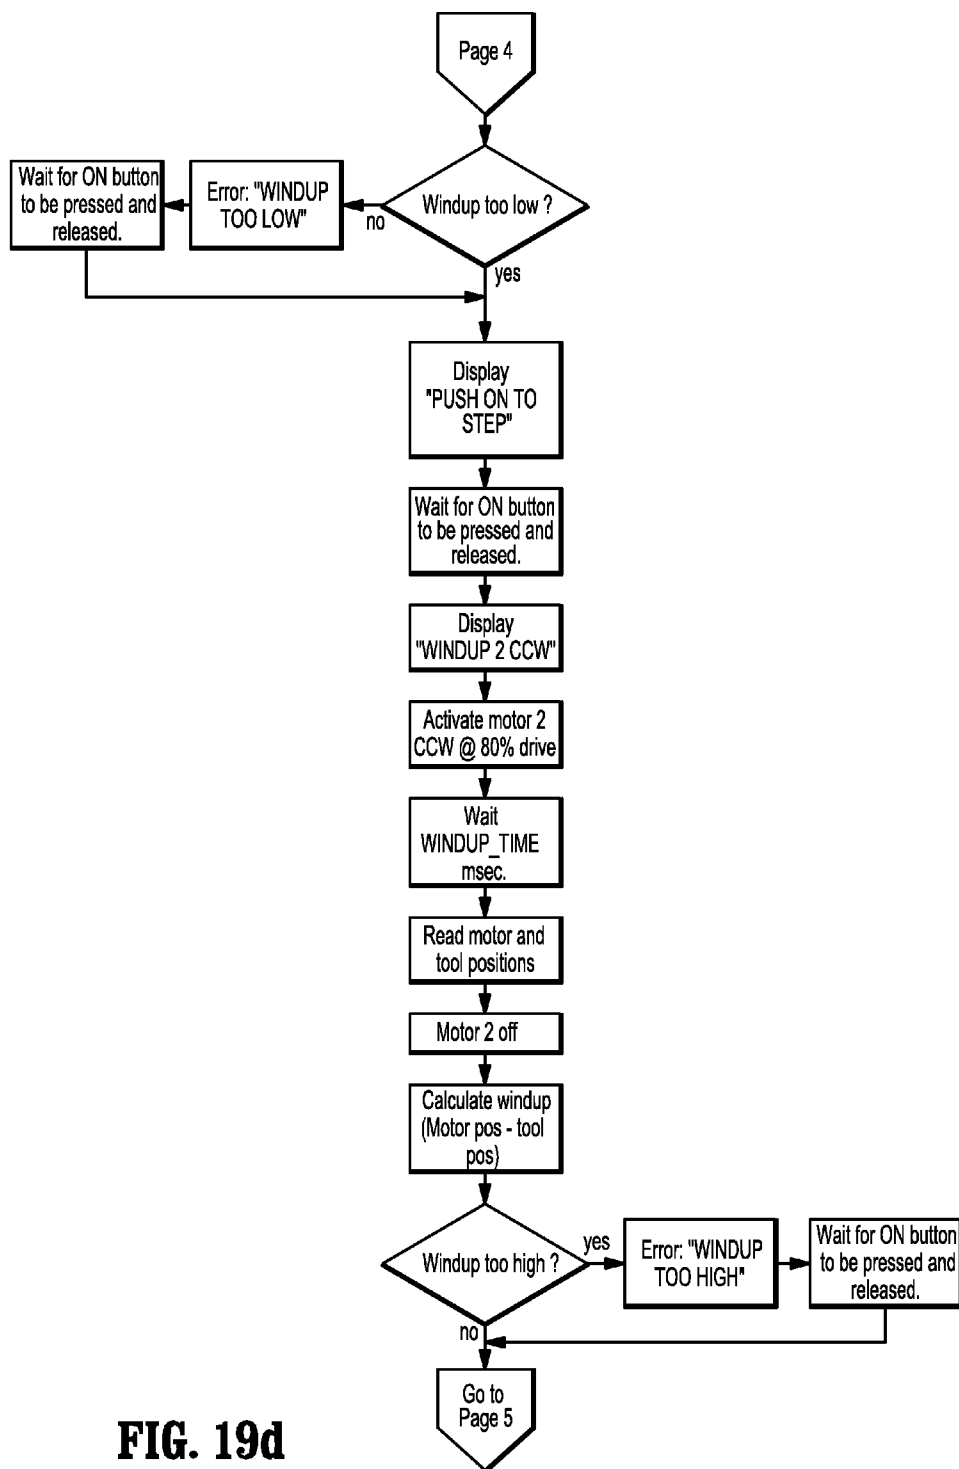 Page 4
Windup too low ?
no
Error: "WINDUP
TOO LOW"
Wait for ON button
to be pressed and
released.
yes
Display
"PUSH ON TO
STEP"
Wait for ON button
to be pressed and
released.
Display
"WINDUP 2 CCW"
Activate motor 2
CCW @ 80% drive
Wait
WINDUP_TIME
msec.
Read motor and
tool positions
Motor 2 off
Calculate windup
(Motor pos - tool
pos)
Windup too high ?
yes
Error: "WINDUP
TOO HIGH"
Wait for ON button
to be pressed and
released.
no
Go to
Page 5
FIG. 19d